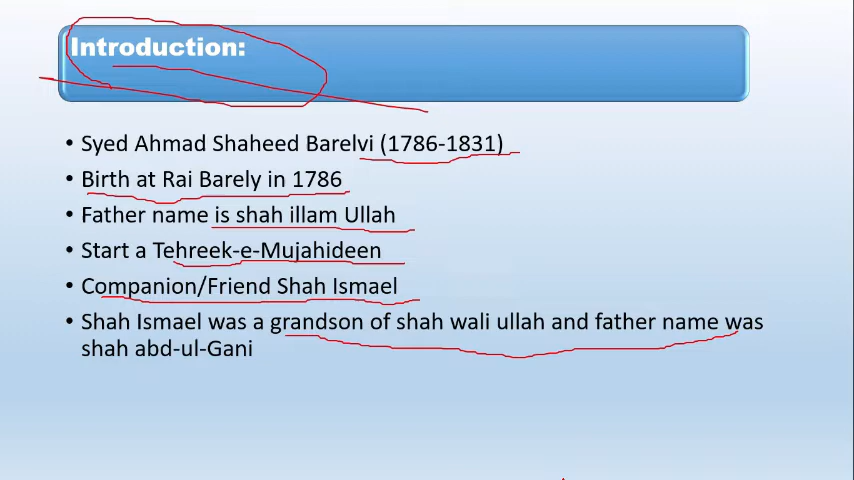 Introduction:
• Syed Ahmad Shaheed Barelvi (1786-1831)
• Birth at Rai Barely in 1786
• Father name is shah illam Ullah
• Start a Tehreek-e-Mujahideen
• Companion/Friend Shah Ismael
• Shah Ismael was a grandson of shah wali ullah and father name was
shah abd-ul-Gani